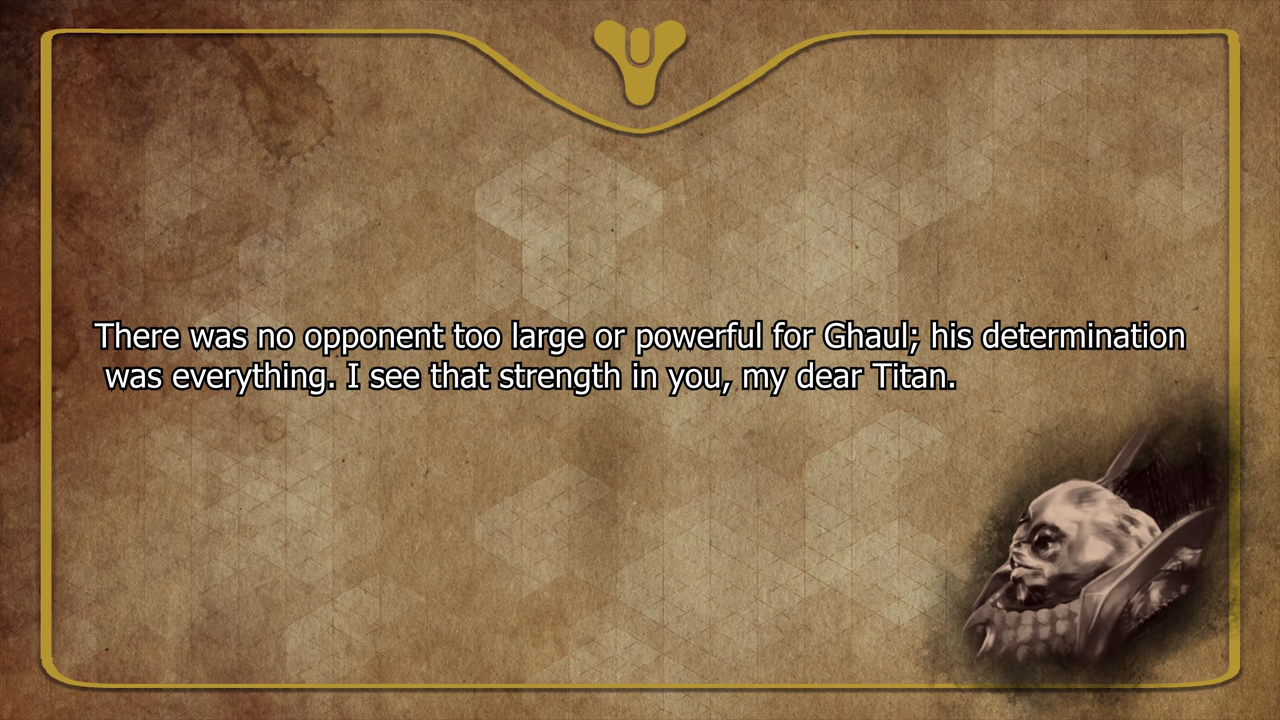 There was no opponent too large or powerful for Ghaul; his determination
was everything. I see that strength in you, my dear Titan.